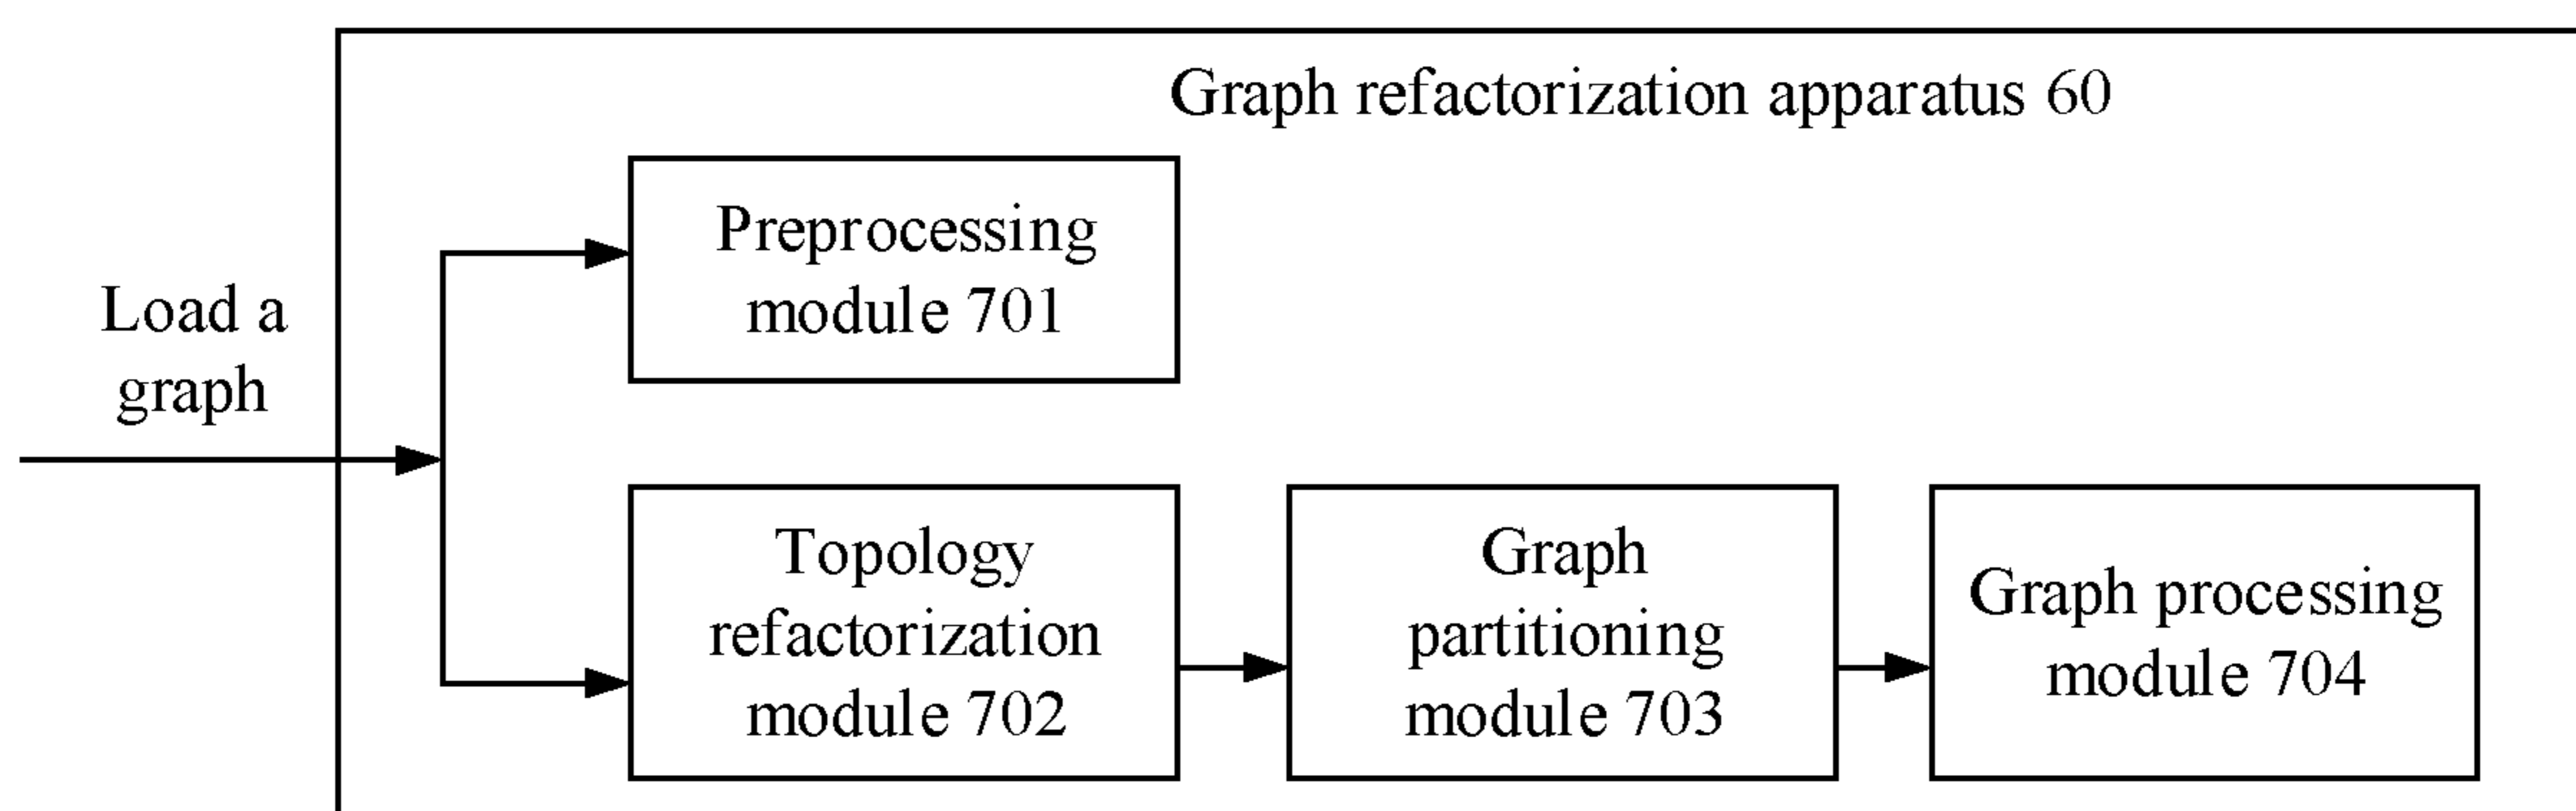 Graph refactorization apparatus 60
Preprocessing
module 701
Load a
graph
Topology
refactorization
module 702
Graph
partitioning
module 703
Graph processing
module 704